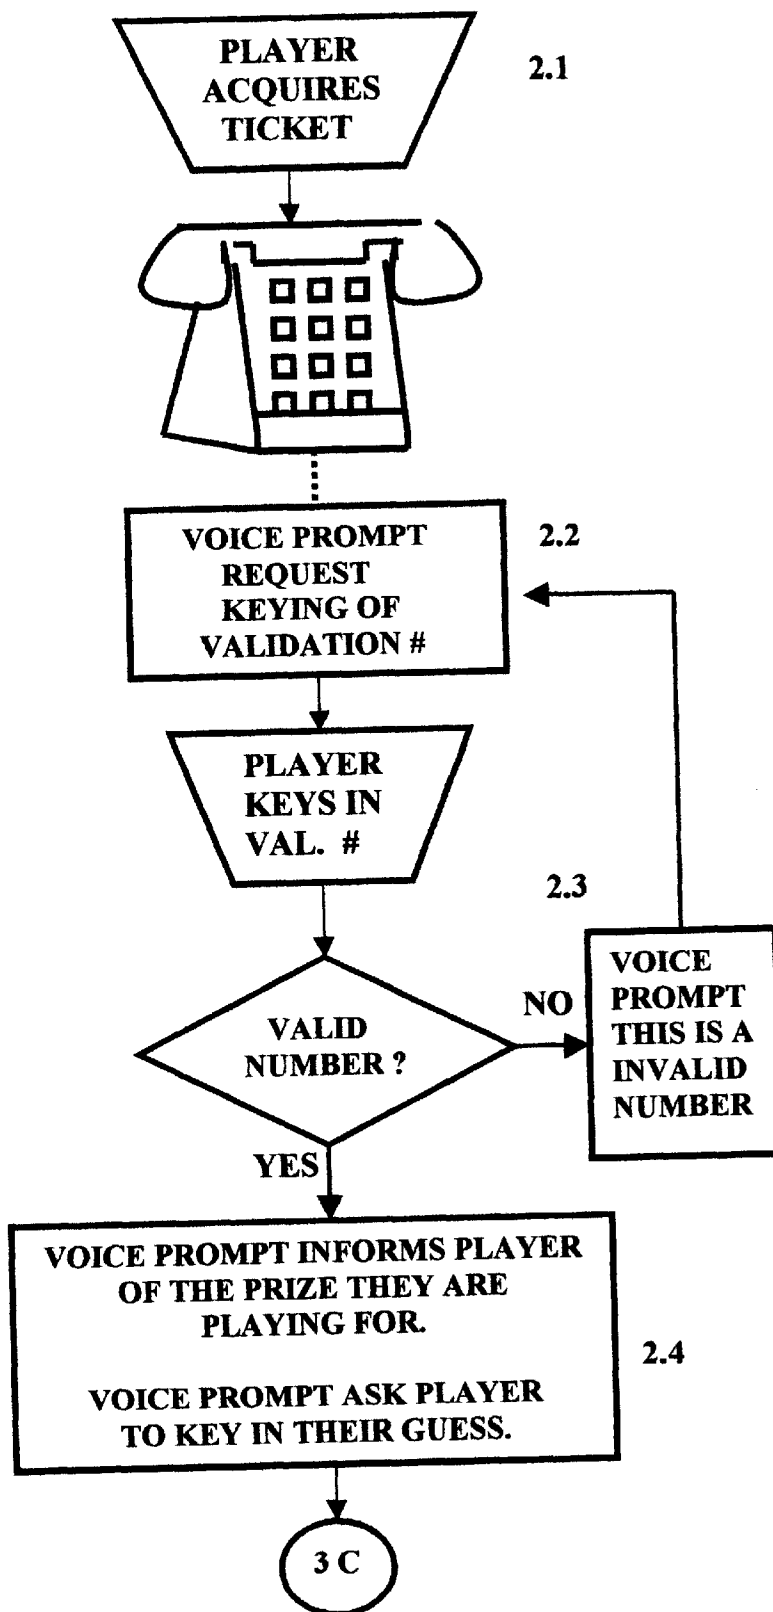 PLAYER
ACQUIRES
TICKET
2.1
VOICE PROMPT
REQUEST
KEYING OF
VALIDATION #
2.2
PLAYER
KEYS IN
VAL. #
2.3
VALID
NUMBER ?
NO
VOICE
PROMPT
THIS IS A
INVALID
NUMBER
YES
VOICE PROMPT INFORMS PLAYER
OF THE PRIZE THEY ARE
PLAYING FOR.
VOICE PROMPT ASK PLAYER
TO KEY IN THEIR GUESS.
2.4
3 C